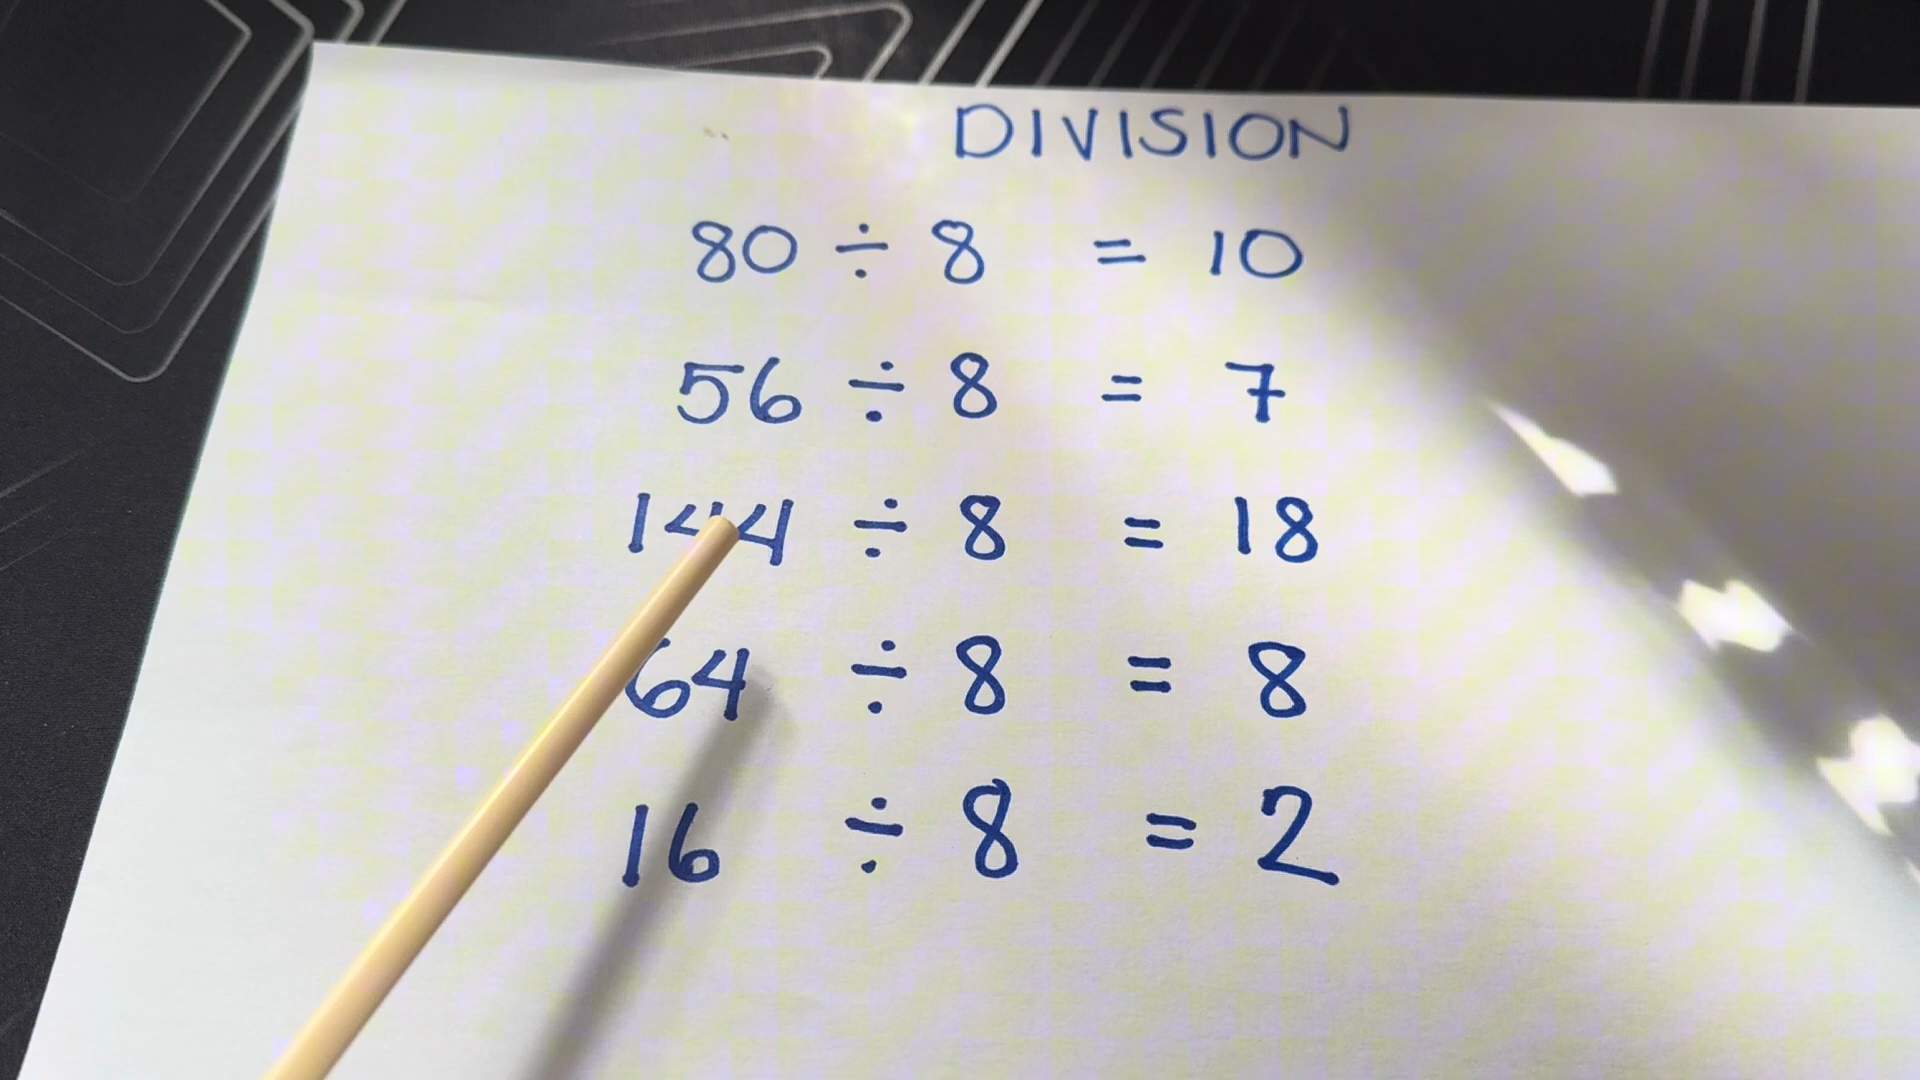 DIVISION
80 ÷ 8 = 10
56 ÷ 8 = 7
144 ÷ 8 = 18
64 ÷ 8 = 8
16 ÷ 8 = 2